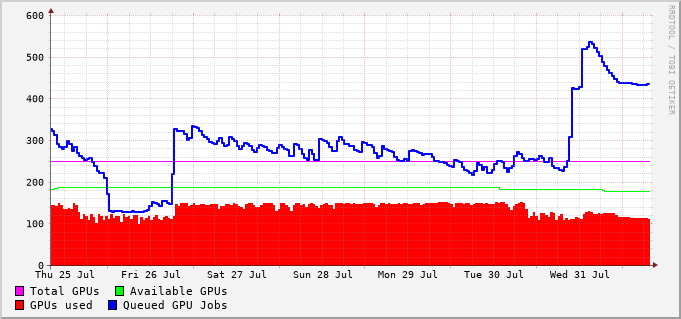 600
500
400
300
200
100
0
Thu 25 Jul Fri 26 Jul Sat 27 Jul Sun 28 Jul Mon 29 Jul Tue 30 Jul Wed 31 Jul
Total GPUs Available GPUs
GPUs used Queued GPU Jobs
RRDTOOL / TOBI OETIKER